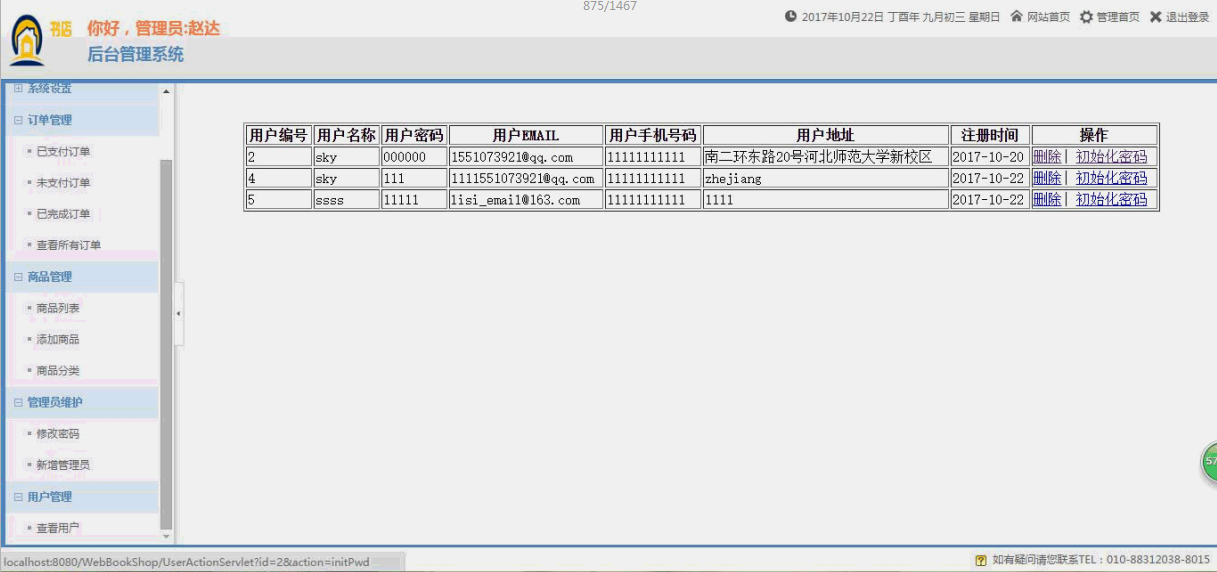 875/1467
书店
你好，管理员:赵达
后台管理系统
2017年10月22日 丁酉年 九月初三 星期日 网站首页 管理首页 退出登录
系统设置
订单管理
已支付订单
未支付订单
已完成订单
查看所有订单
商品管理
商品列表
添加商品
商品分类
管理员维护
修改密码
新增管理员
用户管理
查看用户
用户编号 用户名称 用户密码 用户EMAIL 用户手机号码 用户地址 注册时间 操作
2 sky 000000 1551073921@qq.com 11111111111 南二环东路20号河北师范大学新校区 2017-10-20 删除| 初始化密码
4 sky 111 1111551073921@qq.com 11111111111 zhejiang 2017-10-22 删除| 初始化密码
5 ssss 11111 lisi_email@163.com 11111111111 1111 2017-10-22 删除| 初始化密码
57
localhost:8080/WebBookShop/UserActionServlet?id=2&action=initPwd
如有疑问请您联系TEL：010-88312038-8015